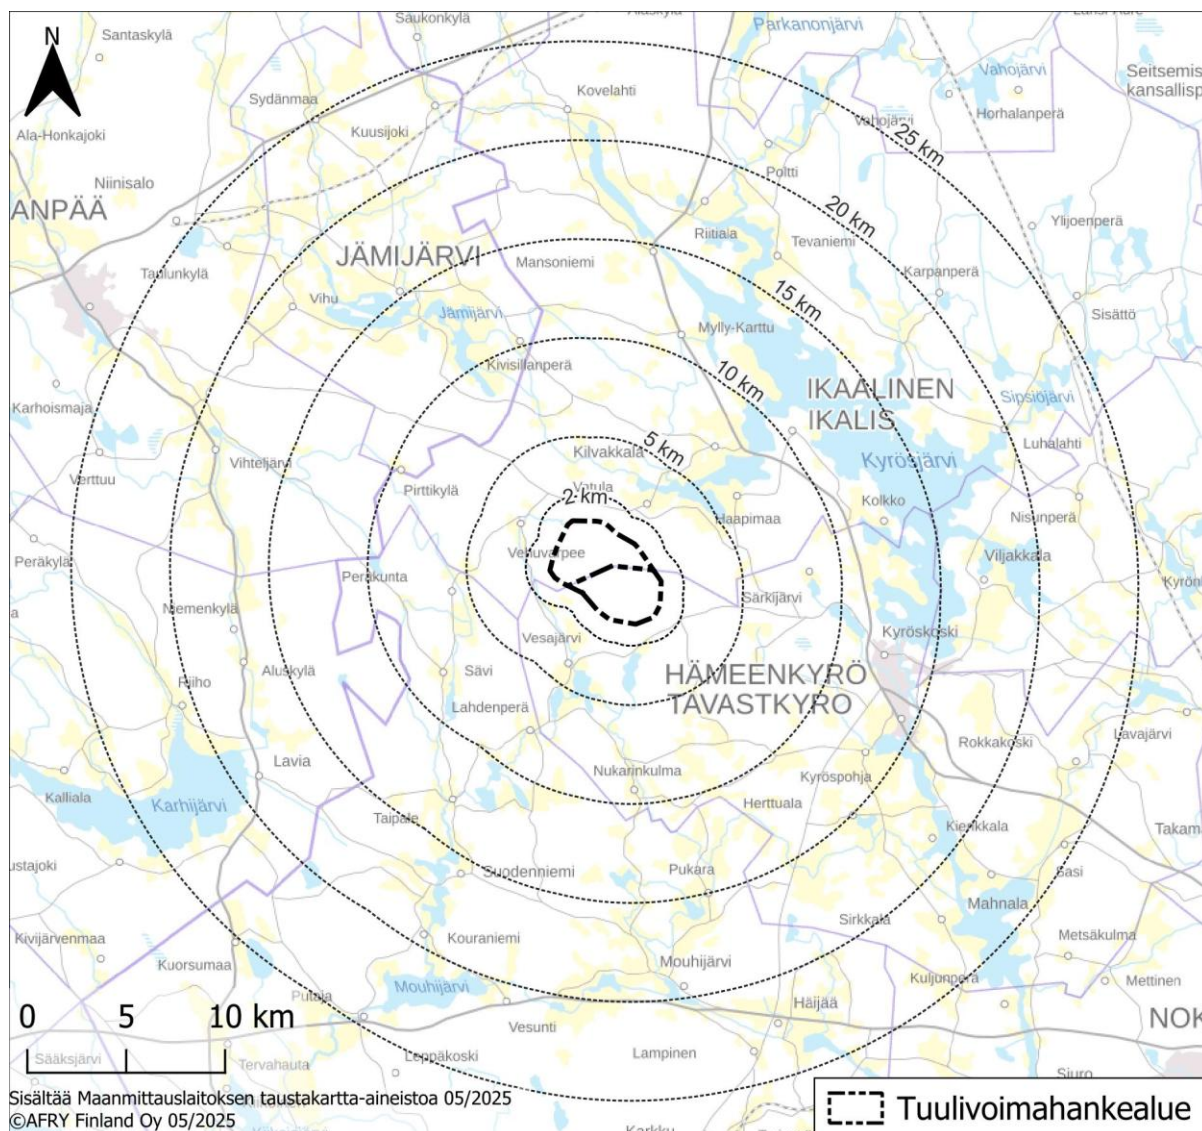 Saukonkylä
Parkanonjärvi
N
Santaskylä
Vahojärvi
Seitsemis
kansallisp
Sydänmaa
Kovelahti
Horhalanperä
Ala-Honkajoki
Kuusijoki
Vahojärvi
25 km
Niinisalo
Poltti
ANPÄÄ
20 km
Riitiala
Tevaniemi
Ylijoenperä
JÄMIJÄRVI
Mansoniemi
Taulunkylä
Karpanperä
Vihu
15 km
Jämijärvi
Mylly-Karttu
Sisättö
Kivisillanperä
10 km
IKAALINEN
IKALIS
Sipsiöjärvi
Karhoismaja
Luhalahti
5 km
Kilvakkala
Kyrösjärvi
Vihteljärvi
Verttuu
Pirttikylä
Vatula
2 km
Kolkko
Haapimaa
Nisunperä
Peräkylä
Vehuvarpee
Viljakkala
Kyrön
Peräkunta
a
Niemenkylä
Särkijärvi
Vesajärvi
Kyröskoski
Aluskylä
Sävi
HÄMEENKYRÖ
TAVASTKYRO
Riiho
Lahdenperä
Lavajärvi
Rokkakoski
Lavia
Nukarinkulma
Kyröspohja
Kalliala
Karhijärvi
Herttuala
Taipale
Kierikkala
Takam
ustajoki
Suodenniemi
Pukara
Sasi
Mahnala
Sirkkala
Kivijärvenmaa
Kouraniemi
Metsäkulma
Kuorsumaa
Mouhijärvi
Kuljunperä
Mettinen
Mouhijärvi
Putaja
Häijää
0 5 10 km
Vesunti
NOK
Sääksjärvi
Leppäkoski
Lampinen
Tervahauta
Siuro
Sisältää Maanmittauslaitoksen taustakartta-aineistoa 05/2025
©AFRY Finland Oy 05/2025
Tuulivoimahankealue
Karkku